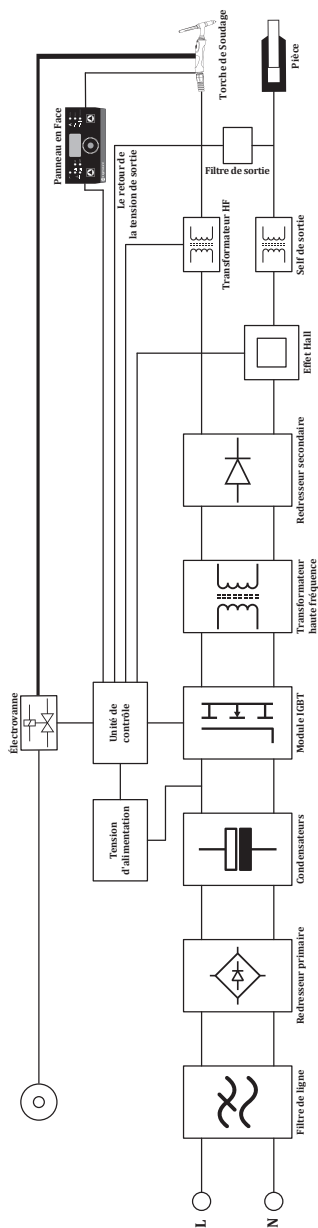 L
N
Filtre de ligne
Redresseur primaire
Condensateurs
Tension
d'alimentation
Unité de
contrôle
Électrovanne
Module IGBT
Transformateur
haute fréquence
Redresseur secondaire
Effet Hall
Transformateur HF
Self de sortie
Filtre de sortie
Le retour de
la tension de sortie
Panneau en Face
Torche de Soudage
Pièce